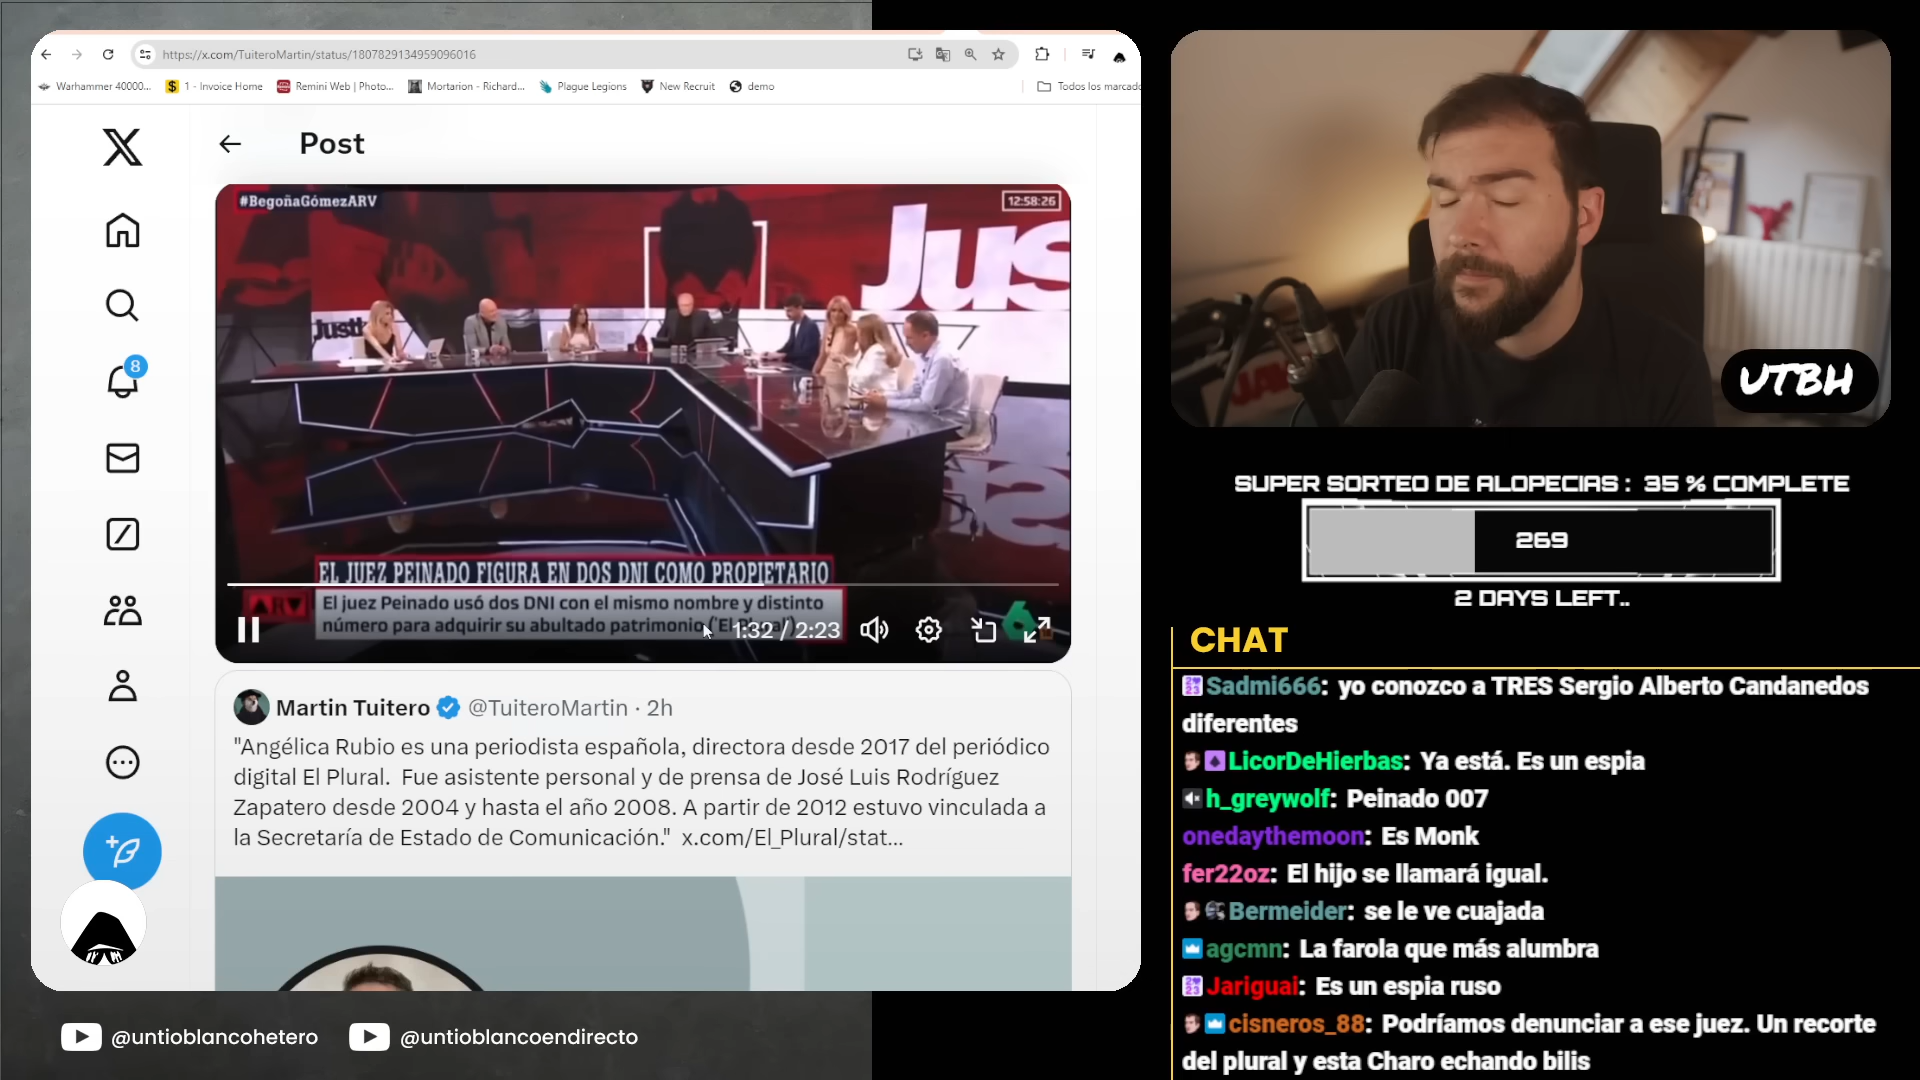 https://x.com/TuiteroMartin/status/1807829134959096016
Warhammer 40000...
1 - Invoice Home
Remini Web | Photo...
Mortarion - Richard...
Plague Legions
New Recruit
demo
Todos los marcado
Post
8
#BegoñaGómezARV
12:58:26
Jus
Justi
EL JUEZ PEINADO FIGURA EN DOS DNI COMO PROPIETARIO
ARV
El juez Peinado usó dos DNI con el mismo nombre y distinto
número para adquirir su abultado patrimonio
1:32 / 2:23
Martin Tuitero @TuiteroMartin · 2h
"Angélica Rubio es una periodista española, directora desde 2017 del periódico
digital El Plural. Fue asistente personal y de prensa de José Luis Rodríguez
Zapatero desde 2004 y hasta el año 2008. A partir de 2012 estuvo vinculada a
la Secretaría de Estado de Comunicación." x.com/El_Plural/stat...
@untioblancohetero
@untioblancoendirecto
UTBH
SUPER SORTEO DE ALOPECIAS : 35 % COMPLETE
269
2 DAYS LEFT..
CHAT
Sadmi666: yo conozco a TRES Sergio Alberto Candanedos
diferentes
LicorDeHierbas: Ya está. Es un espia
h_greywolf: Peinado 007
onedaythemoon: Es Monk
fer22oz: El hijo se llamará igual.
Bermeider: se le ve cuajada
agcmn: La farola que más alumbra
Jariguai: Es un espia ruso
cisneros_88: Podríamos denunciar a ese juez. Un recorte
del plural y esta Charo echando bilis